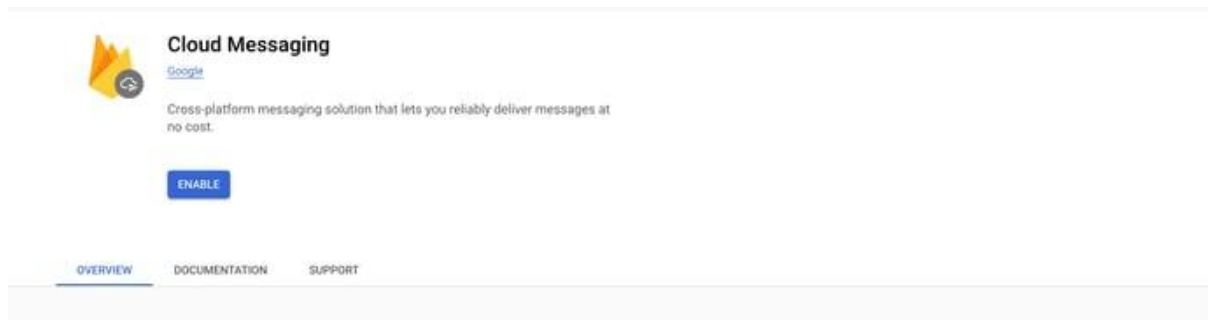 Cloud Messaging
Google
Cross-platform messaging solution that lets you reliably deliver messages at
no cost.
ENABLE
OVERVIEW DOCUMENTATION SUPPORT